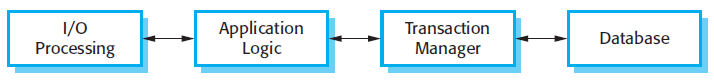 I/O
Processing
Application
Logic
Transaction
Manager
Database